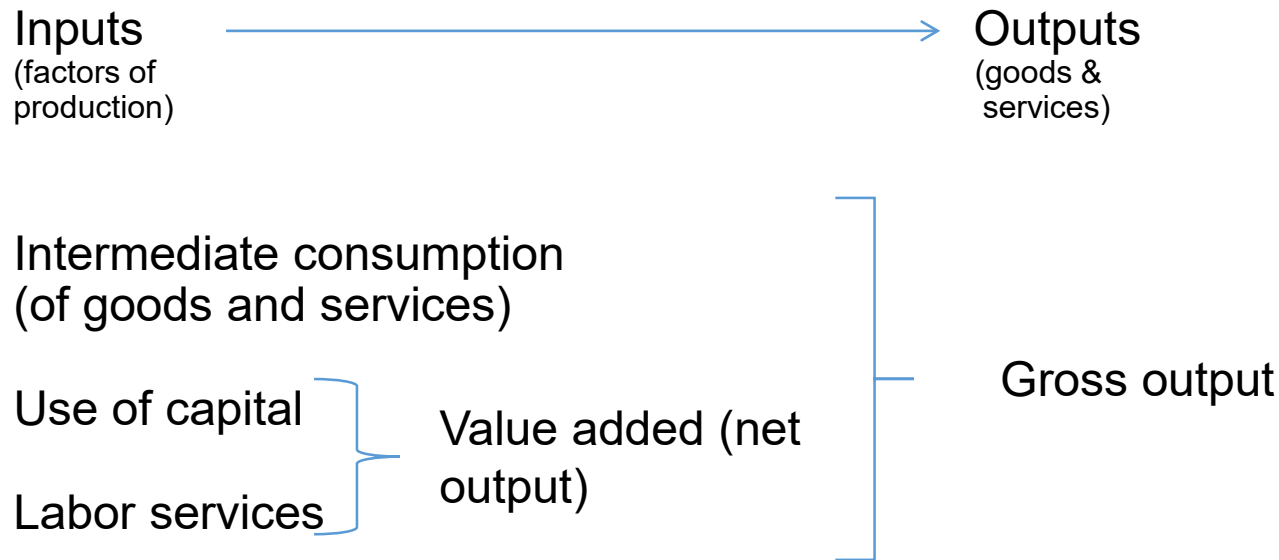 Inputs
(factors of
production)
Outputs
(goods &
services)
Intermediate consumption
(of goods and services)
Use of capital
Labor services
Value added (net
output)
Gross output